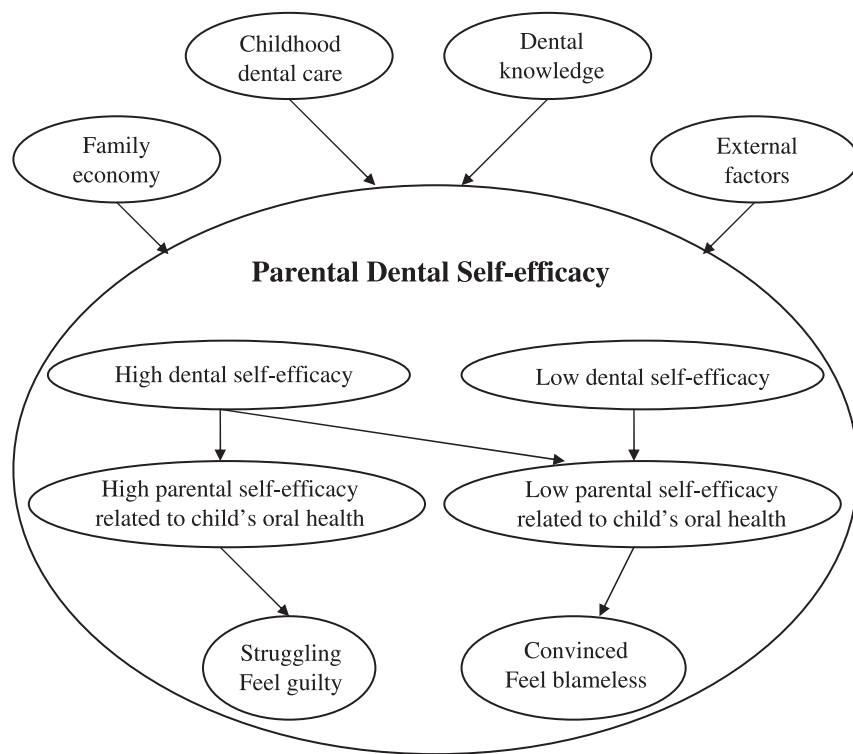 Childhood
dental care
Dental
knowledge
Family
economy
External
factors
Parental Dental Self-efficacy
High dental self-efficacy
Low dental self-efficacy
High parental self-efficacy
related to child's oral health
Low parental self-efficacy
related to child's oral health
Struggling
Feel guilty
Convinced
Feel blameless